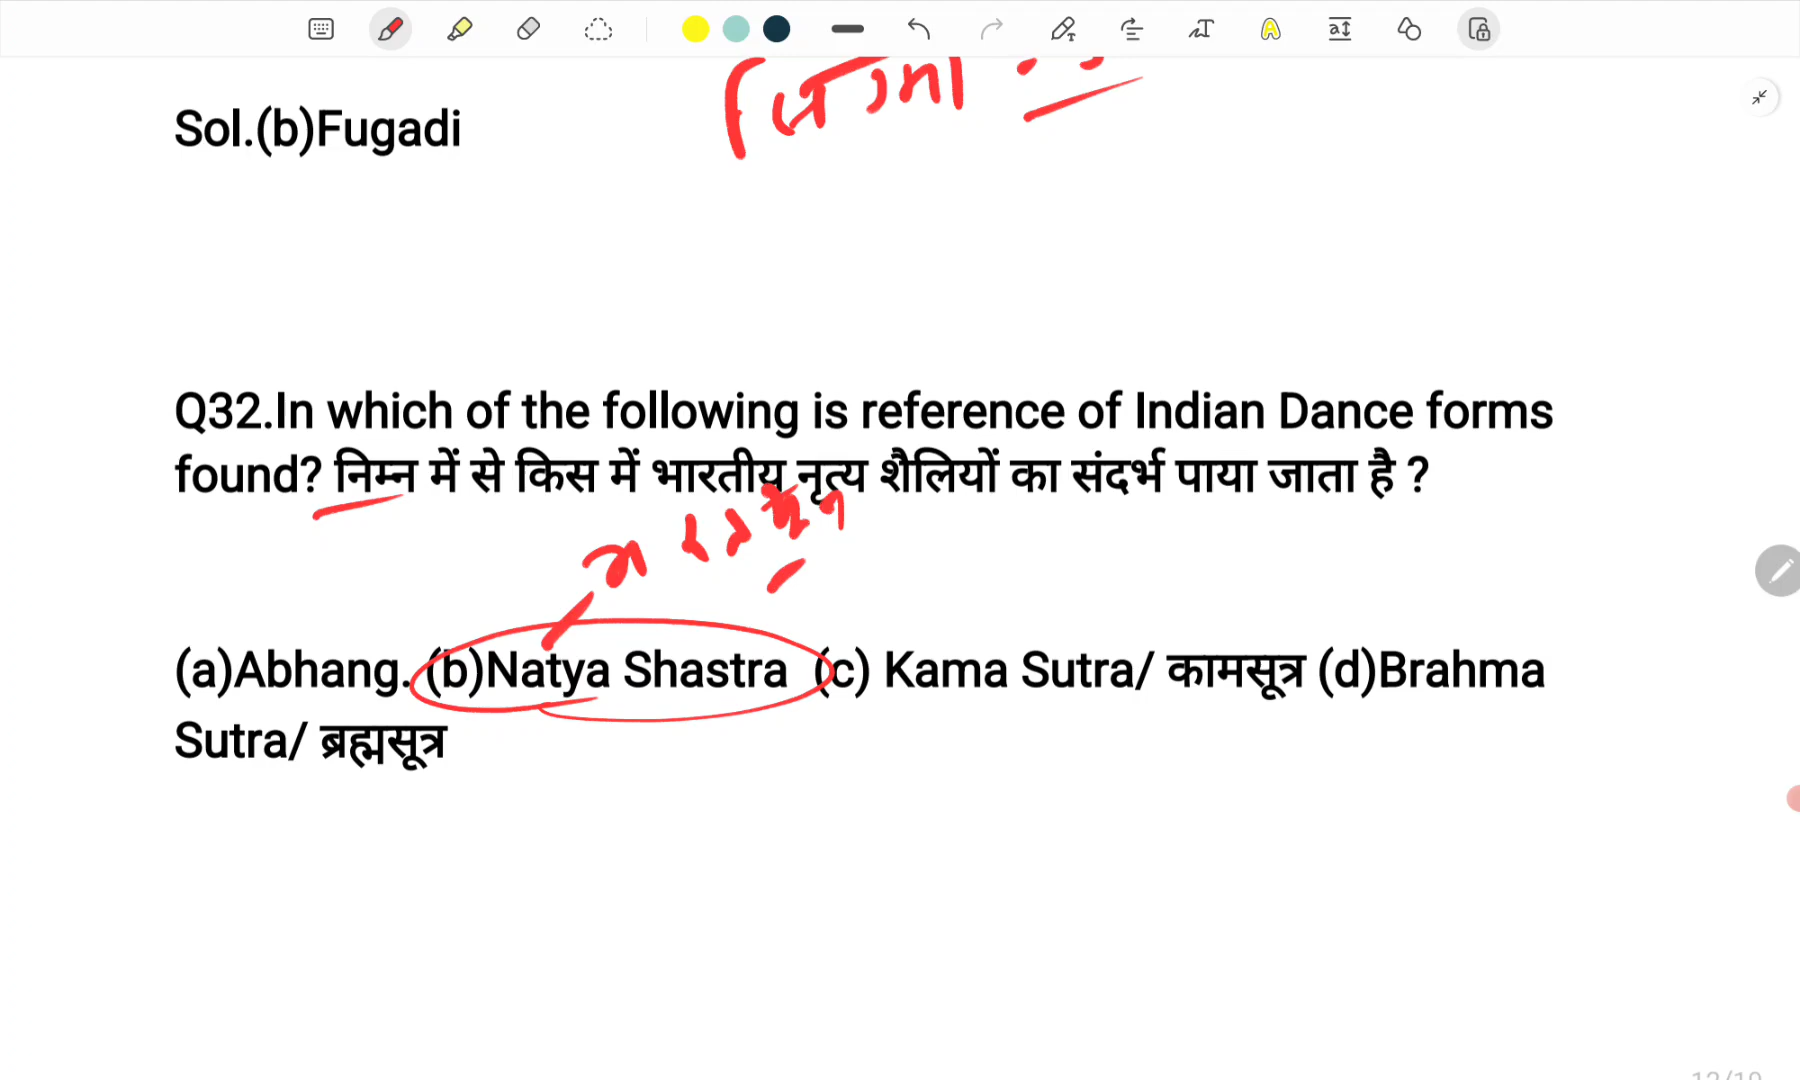 Sol.(b)Fugadi
Q32.In which of the following is reference of Indian Dance forms
found? निम्न में से किस में भारतीय नृत्य शैलियों का संदर्भ पाया जाता है ?
(a)Abhang. (b)Natya Shastra (c) Kama Sutra/ कामसूत्र (d)Brahma
Sutra/ ब्रह्मसूत्र